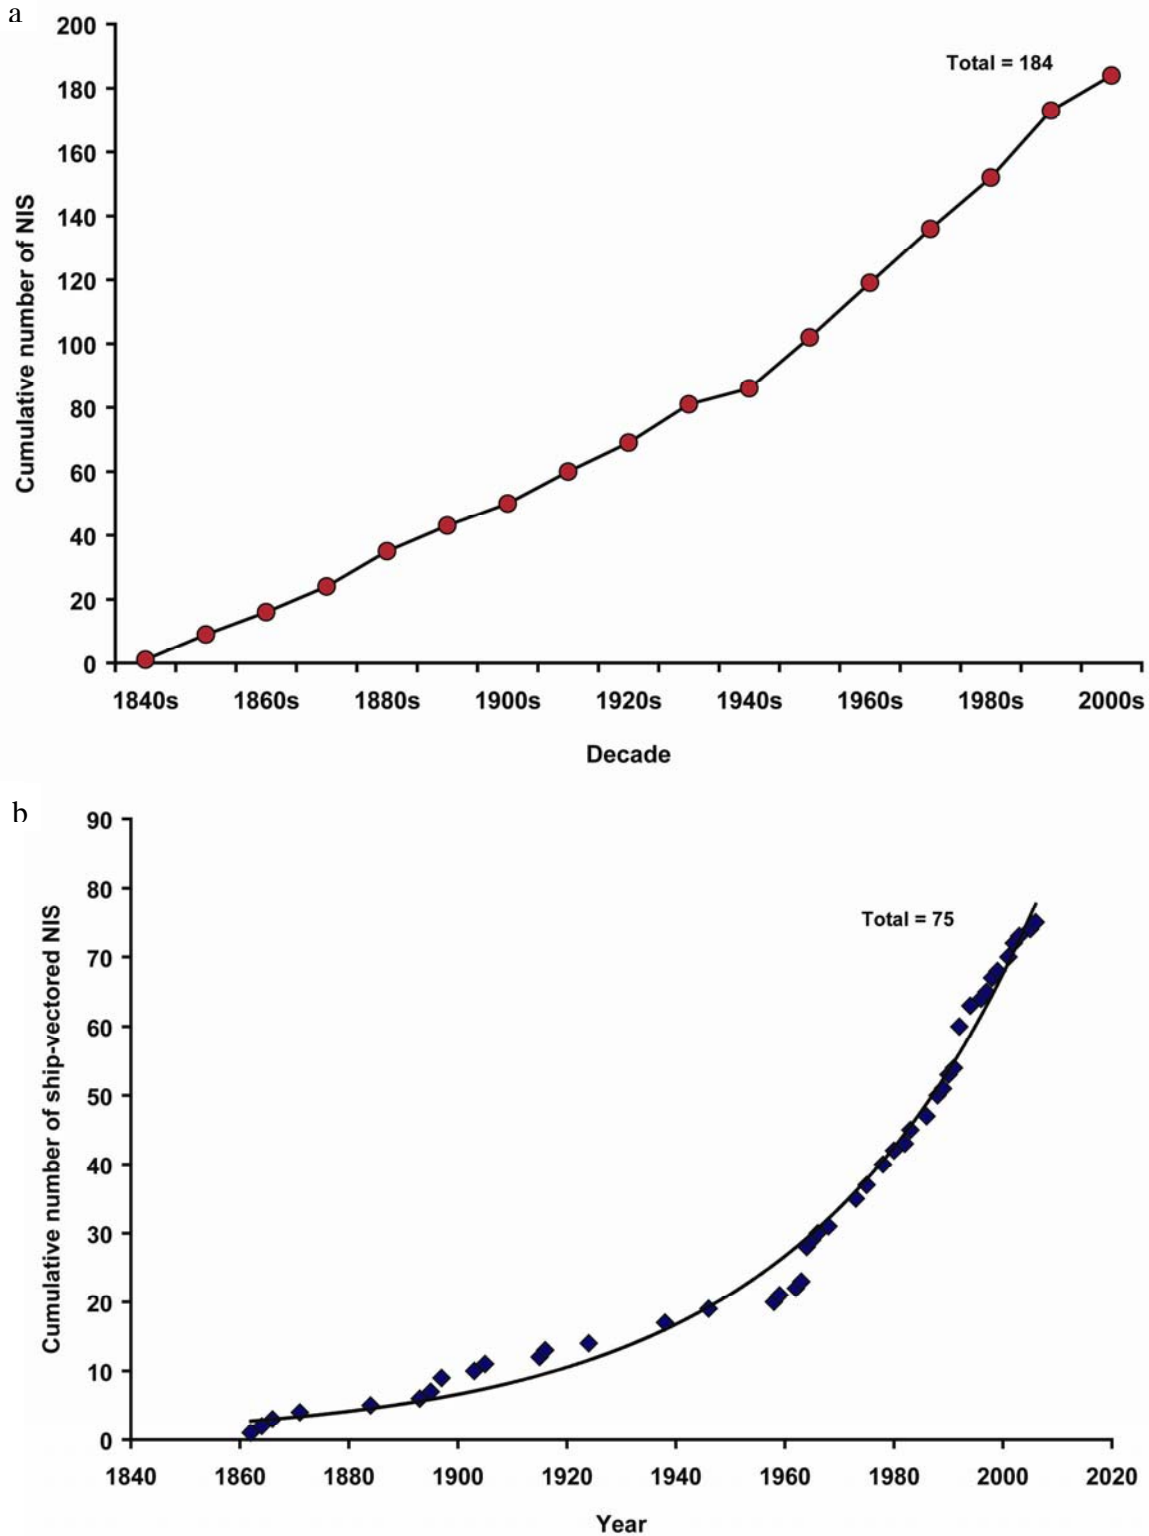 a
200
180
160
140
120
100
80
60
40
20
0
Cumulative number of NIS
Total = 184
1840s 1860s 1880s 1900s 1920s 1940s 1960s 1980s 2000s
Decade
b
90
80
70
60
50
40
30
20
10
0
Cumulative number of ship-vectored NIS
Total = 75
1840 1860 1880 1900 1920 1940 1960 1980 2000 2020
Year